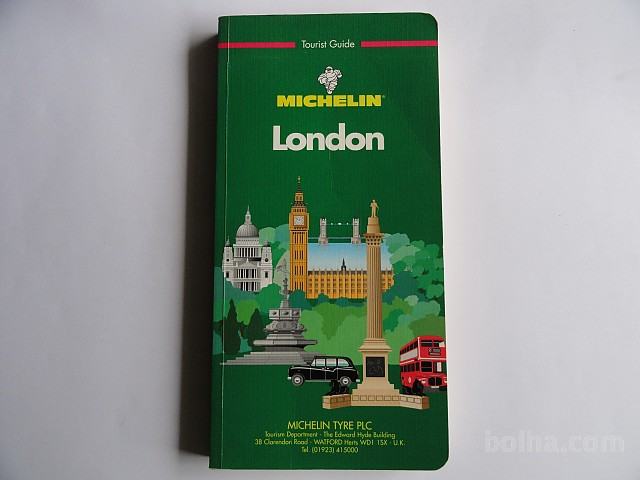 Tourist Guide
MICHELIN®
London
MICHELIN TYRE PLC
Tourism Department - The Edward Hyde Building
38 Clarendon Road - WATFORD Herts WD1 1SX - U.K.
Tel. (01923) 415000
bolha.com